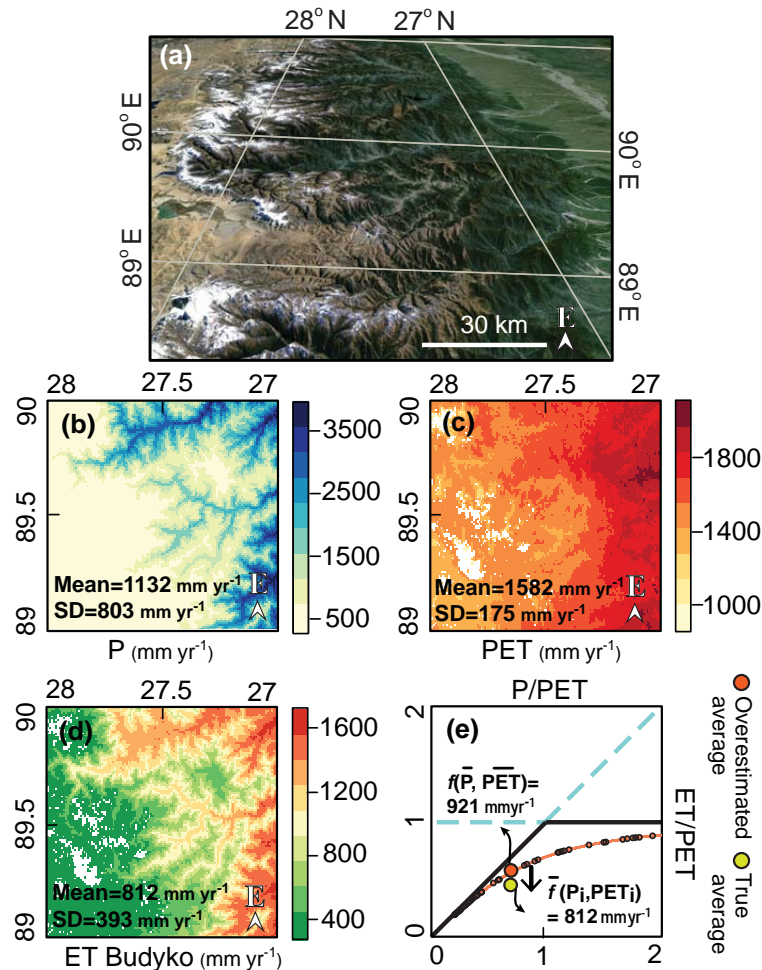 28° N 27° N
(a)
90° E
90° E
89° E
89° E
30 km
E
28 27.5 27
90
(b)
89.5
89
Mean=1132 mm yr⁻¹
SD=803 mm yr⁻¹
E
P (mm yr⁻¹)
3500
2500
1500
500
28 27.5 27
90
(c)
89.5
89
Mean=1582 mm yr⁻¹
SD=175 mm yr⁻¹
E
PET (mm yr⁻¹)
1800
1400
1000
28 27.5 27
90
(d)
89.5
89
Mean=812 mm yr⁻¹
SD=393 mm yr⁻¹
E
ET Budyko (mm yr⁻¹)
1600
1200
800
400
P/PET
2
(e)
f(P̅, P̅E̅T̅)=
921 mmyr⁻¹
1
f̅ (Pᵢ,PETᵢ)
= 812 mmyr⁻¹
0
0 1 2
ET/PET
Overestimated
average
True
average